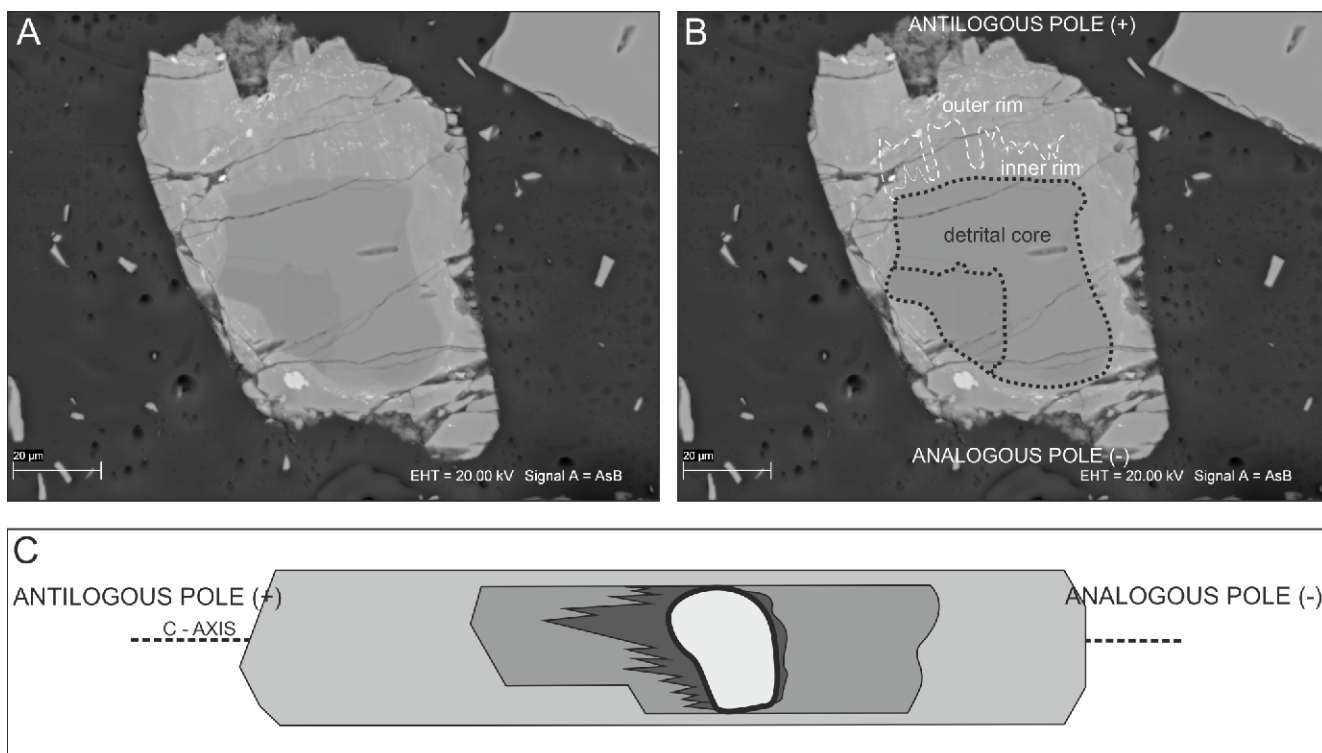 A
20 µm
EHT = 20.00 kV Signal A = AsB
B
ANTILOGOUS POLE (+)
outer rim
inner rim
detrital core
ANALOGOUS POLE (-)
20 µm
EHT = 20.00 kV Signal A = AsB
C
ANTILOGOUS POLE (+)
C - AXIS
ANALOGOUS POLE (-)